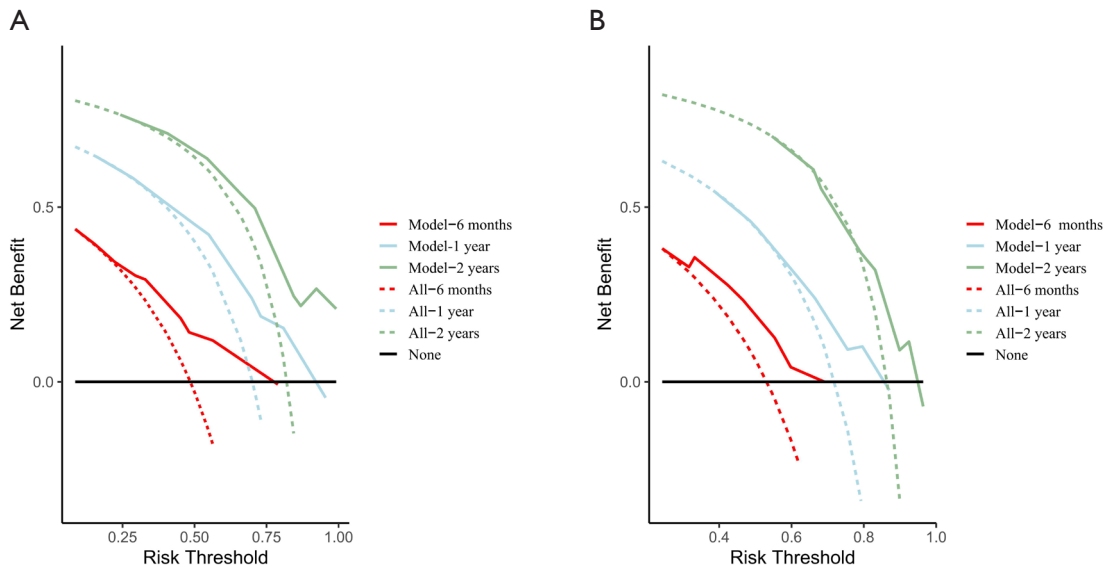 A
Net Benefit
0.5
0.0
0.25
0.50
0.75
1.00
Risk Threshold
Model−6 months
Model-1 year
Model−2 years
All−6 months
All−1 year
All−2 years
None
B
Net Benefit
0.5
0.0
0.4
0.6
0.8
1.0
Risk Threshold
Model−6 months
Model−1 year
Model−2 years
All−6 months
All−1 year
All−2 years
None